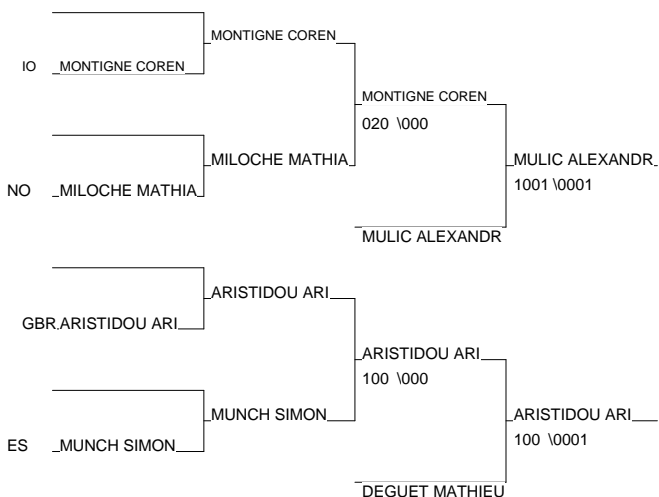 MONTIGNE COREN
IO MONTIGNE COREN
MONTIGNE COREN
020 \000
MILOCHE MATHIA
MULIC ALEXANDR
1001 \0001
NO MILOCHE MATHIA
MULIC ALEXANDR
ARISTIDOU ARI
GBR ARISTIDOU ARI
ARISTIDOU ARI
100 \000
MUNCH SIMON
ARISTIDOU ARI
100 \0001
ES MUNCH SIMON
DEGUET MATHIEU